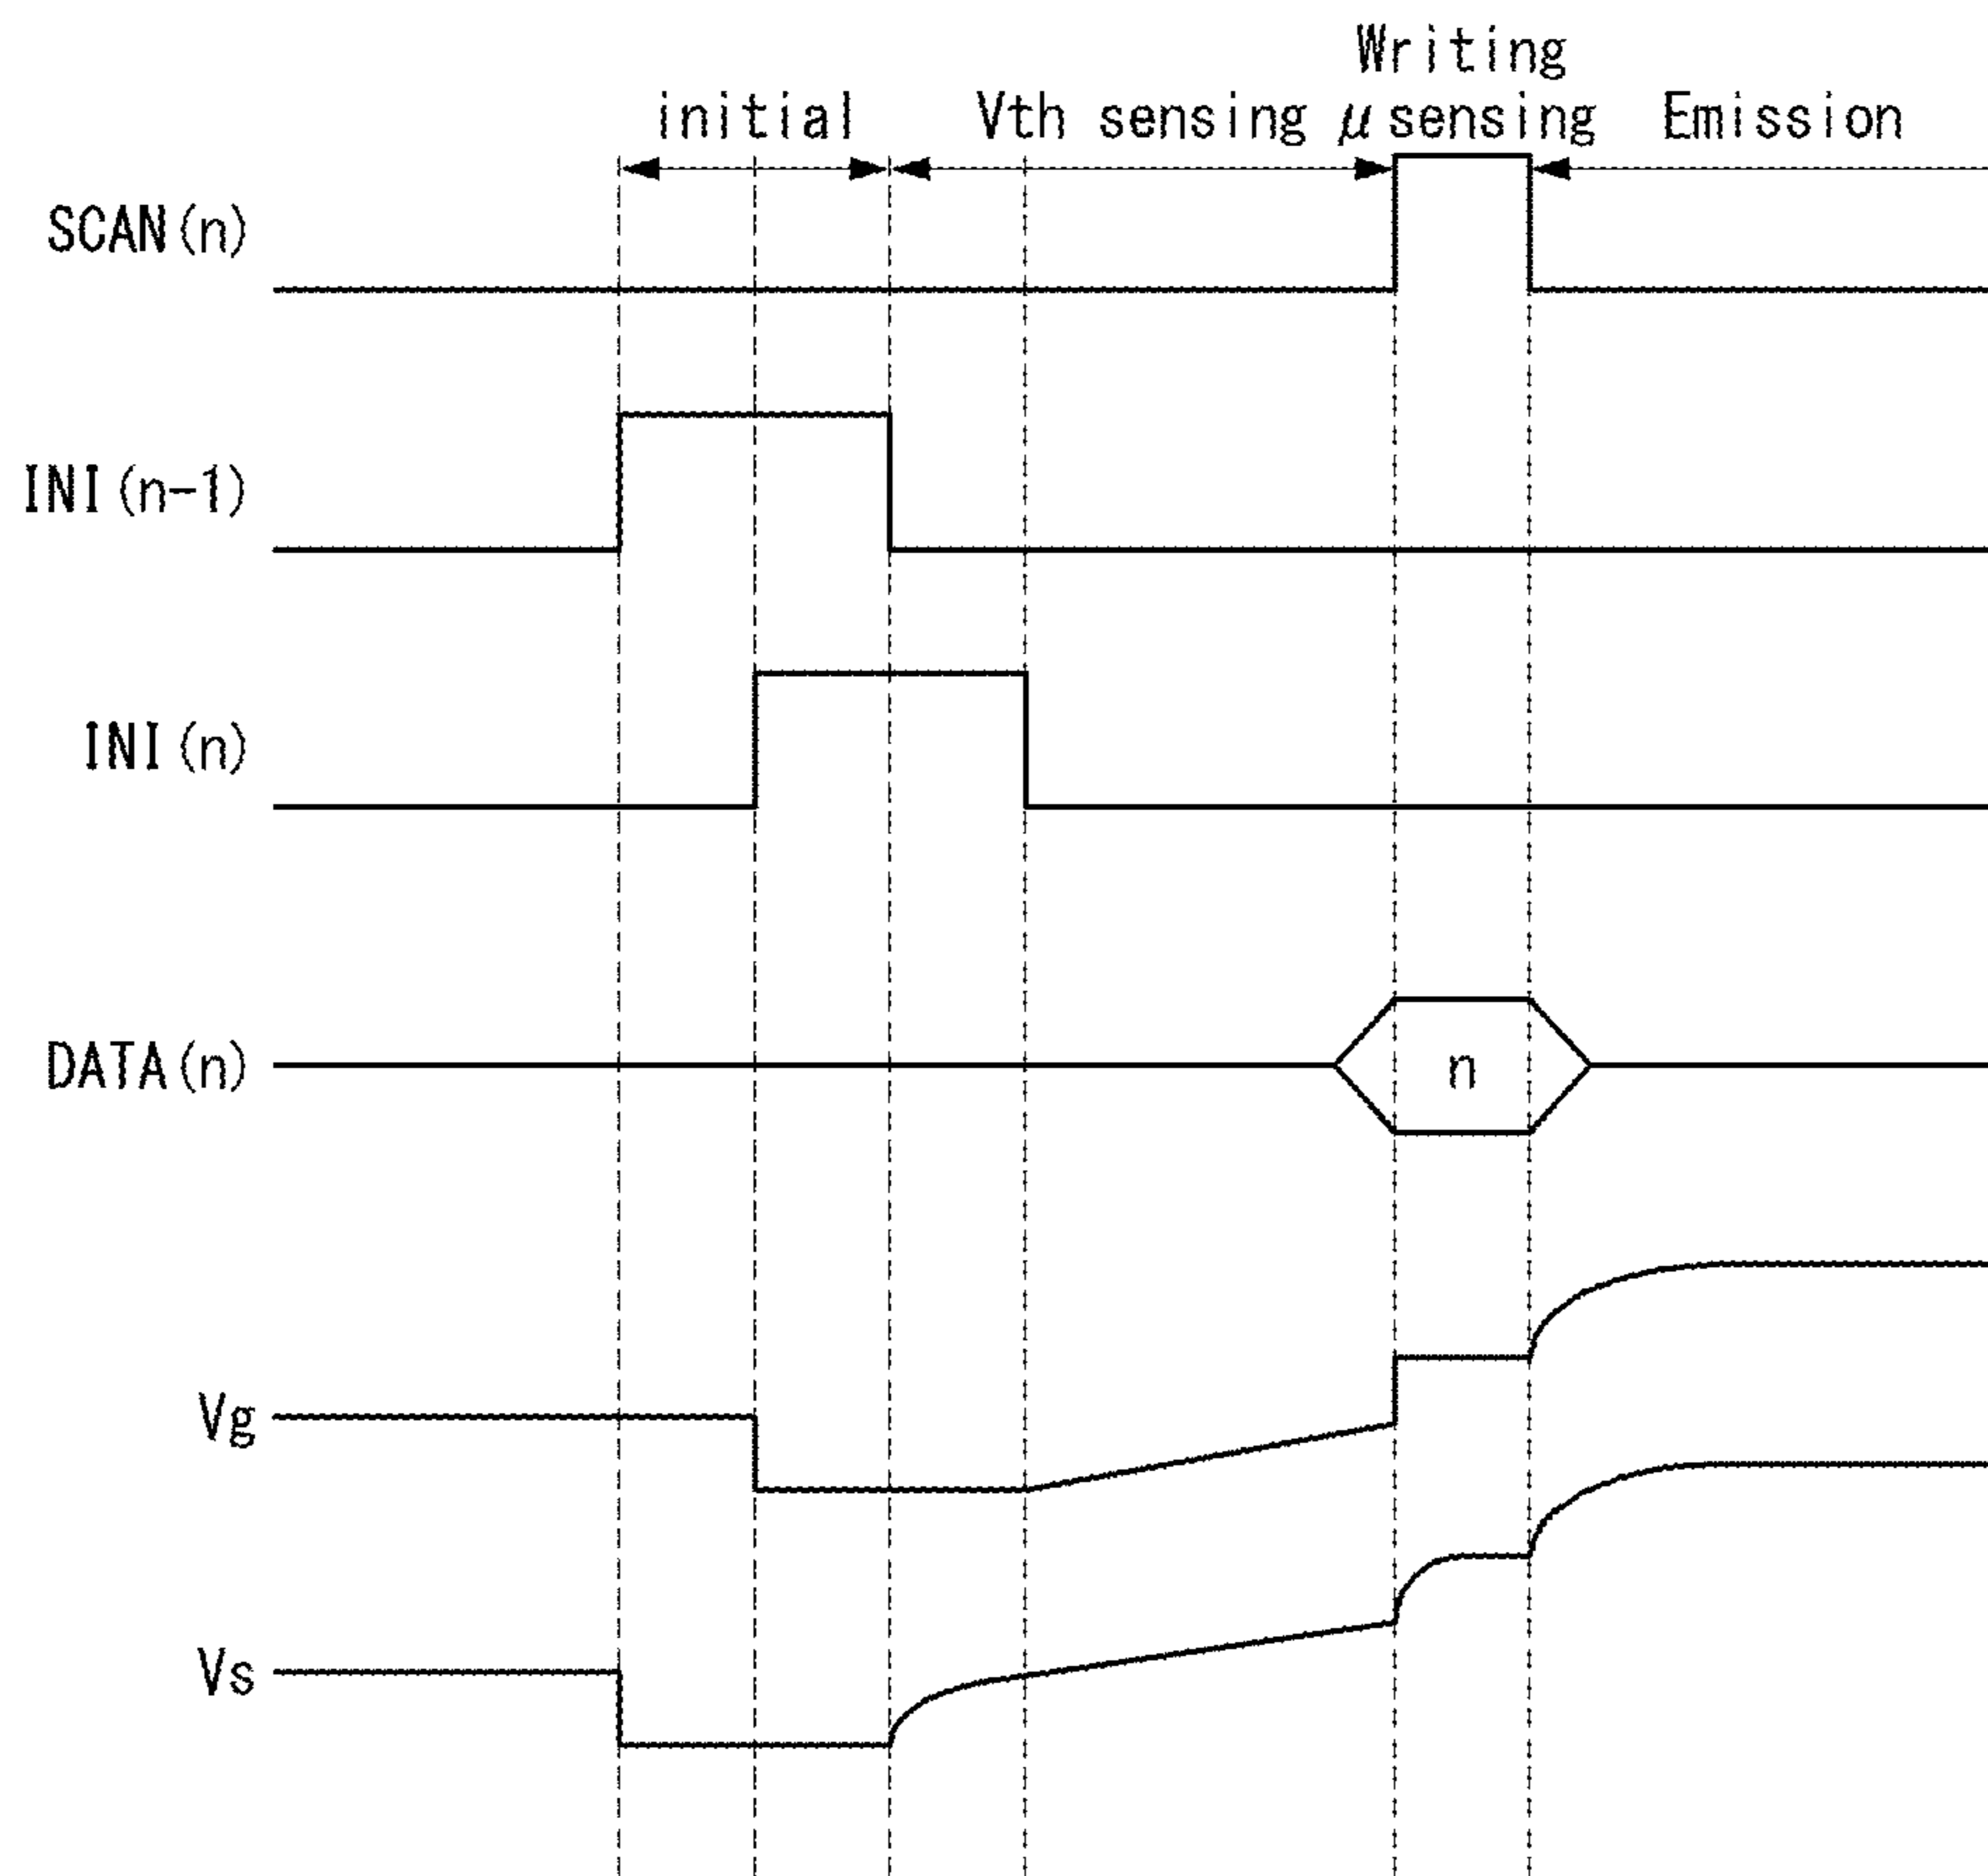 Writing
initial Vth sensing μ sensing Emission
SCAN(n)
INI(n-1)
INI(n)
DATA(n)
n
Vg
Vs